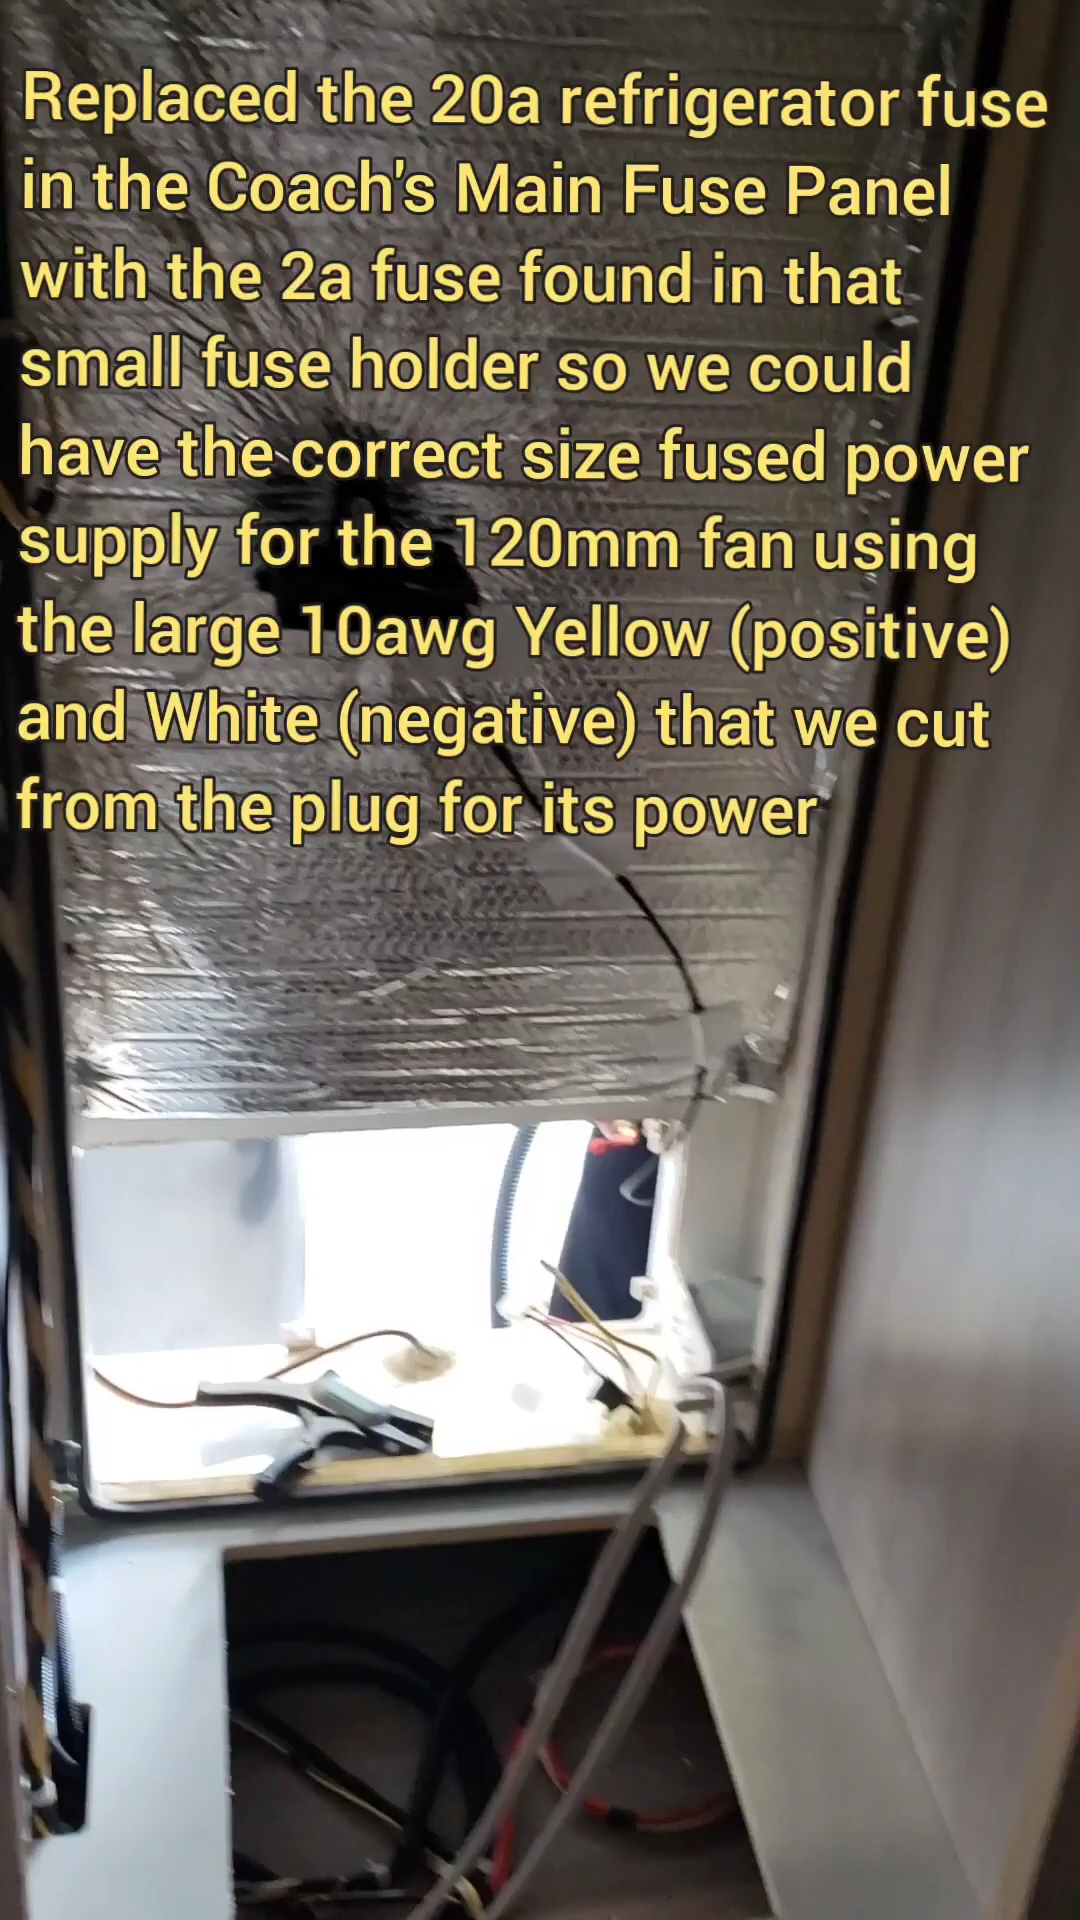 Replaced the 20a refrigerator fuse
in the Coach's Main Fuse Panel
with the 2a fuse found in that
small fuse holder so we could
have the correct size fused power
supply for the 120mm fan using
the large 10awg Yellow (positive)
and White (negative) that we cut
from the plug for its power